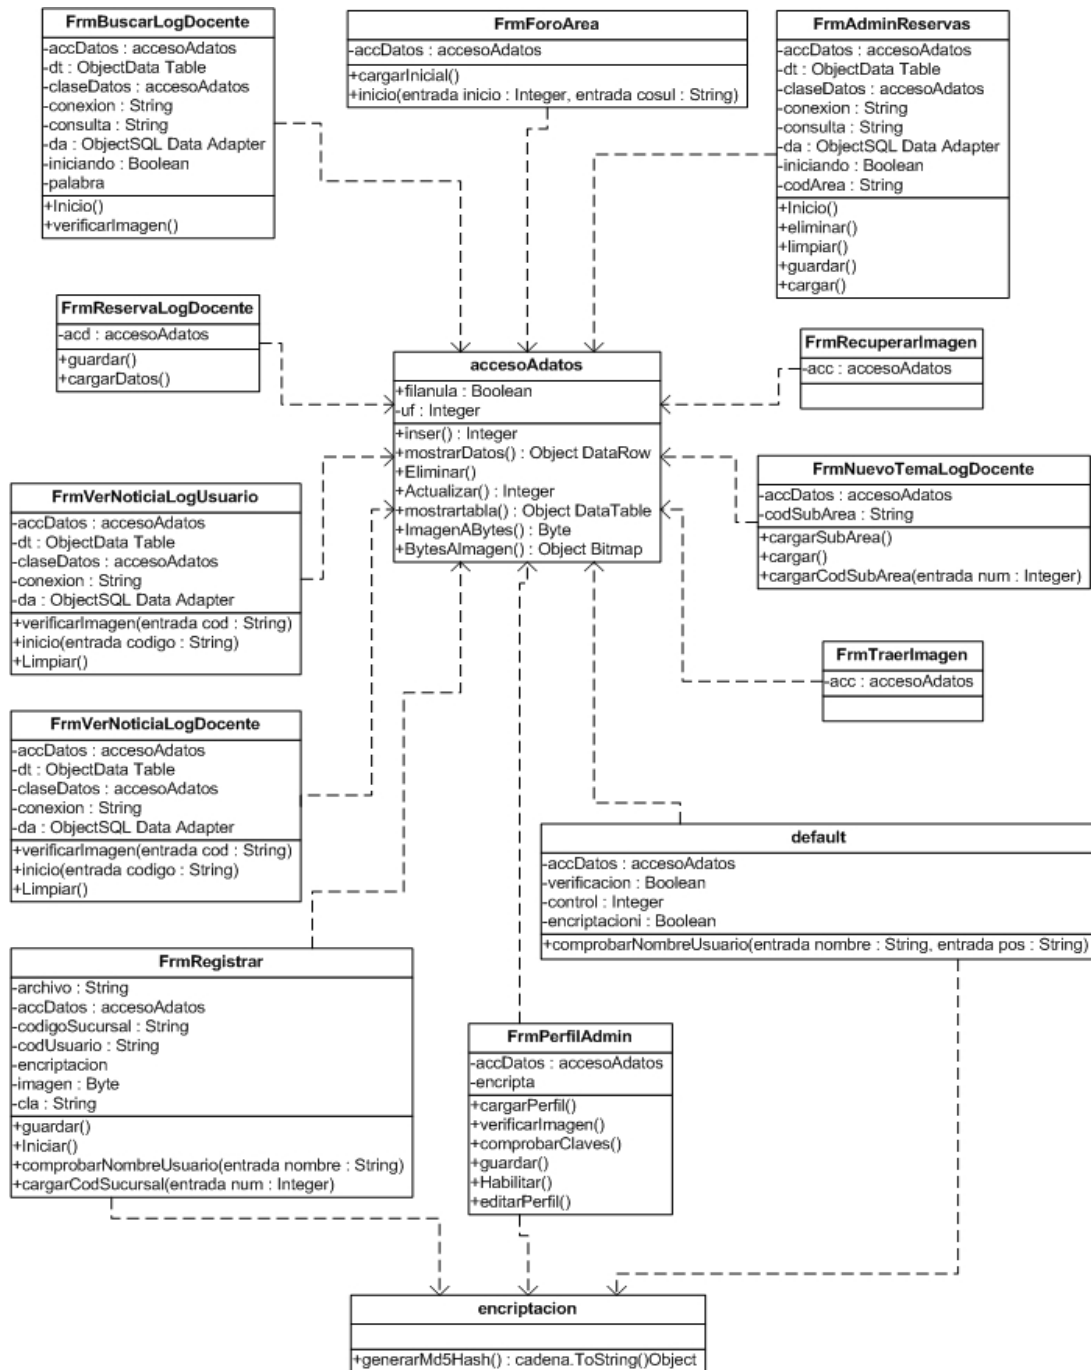 FrmBuscarLogDocente
-accDatos : accesoAdatos
-dt : ObjectData Table
-claseDatos : accesoAdatos
-conexion : String
-consulta : String
-da : ObjectSQL Data Adapter
-iniciando : Boolean
-palabra
+Inicio()
+verificarImagen()
FrmForoArea
-accDatos : accesoAdatos
+cargarInicial()
+inicio(entrada inicio : Integer, entrada cosul : String)
FrmAdminReservas
-accDatos : accesoAdatos
-dt : ObjectData Table
-claseDatos : accesoAdatos
-conexion : String
-consulta : String
-da : ObjectSQL Data Adapter
-iniciando : Boolean
-codArea : String
+Inicio()
+eliminar()
+limpiar()
+guardar()
+cargar()
FrmReservaLogDocente
-acd : accesoAdatos
+guardar()
+cargarDatos()
accesoAdatos
+filanula : Boolean
-uf : Integer
+inser() : Integer
+mostrarDatos() : Object DataRow
+Eliminar()
+Actualizar() : Integer
+mostrartabla() : Object DataTable
+ImagenABytes() : Byte
+BytesAImagen() : Object Bitmap
FrmRecuperarImagen
-acc : accesoAdatos
FrmNuevoTemaLogDocente
-accDatos : accesoAdatos
-codSubArea : String
+cargarSubArea()
+cargar()
+cargarCodSubArea(entrada num : Integer)
FrmVerNoticiaLogUsuario
-accDatos : accesoAdatos
-dt : ObjectData Table
-claseDatos : accesoAdatos
-conexion : String
-da : ObjectSQL Data Adapter
+verificarImagen(entrada cod : String)
+inicio(entrada codigo : String)
+Limpiar()
FrmTraerImagen
-acc : accesoAdatos
FrmVerNoticiaLogDocente
-accDatos : accesoAdatos
-dt : ObjectData Table
-claseDatos : accesoAdatos
-conexion : String
-da : ObjectSQL Data Adapter
+verificarImagen(entrada cod : String)
+inicio(entrada codigo : String)
+Limpiar()
default
-accDatos : accesoAdatos
-verificacion : Boolean
-control : Integer
-encriptacioni : Boolean
+comprobarNombreUsuario(entrada nombre : String, entrada pos : String)
FrmRegistrar
-archivo : String
-accDatos : accesoAdatos
-codigoSucursal : String
-codUsuario : String
-encriptacion
-imagen : Byte
-cla : String
+guardar()
+Iniciar()
+comprobarNombreUsuario(entrada nombre : String)
+cargarCodSucursal(entrada num : Integer)
FrmPerfilAdmin
-accDatos : accesoAdatos
-encripta
+cargarPerfil()
+verificarImagen()
+comprobarClaves()
+guardar()
+Habilitar()
+editarPerfil()
encriptacion
+generarMd5Hash() : cadena.ToString()Object